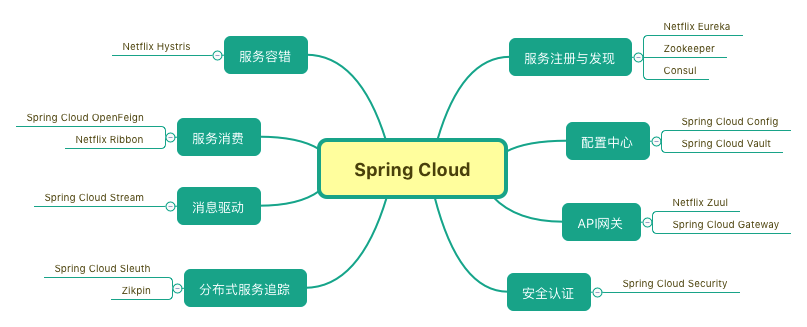 Spring Cloud
服务容错
Netflix Hystris
服务消费
Spring Cloud OpenFeign
Netflix Ribbon
消息驱动
Spring Cloud Stream
分布式服务追踪
Spring Cloud Sleuth
Zikpin
服务注册与发现
Netflix Eureka
Zookeeper
Consul
配置中心
Spring Cloud Config
Spring Cloud Vault
API网关
Netflix Zuul
Spring Cloud Gateway
安全认证
Spring Cloud Security